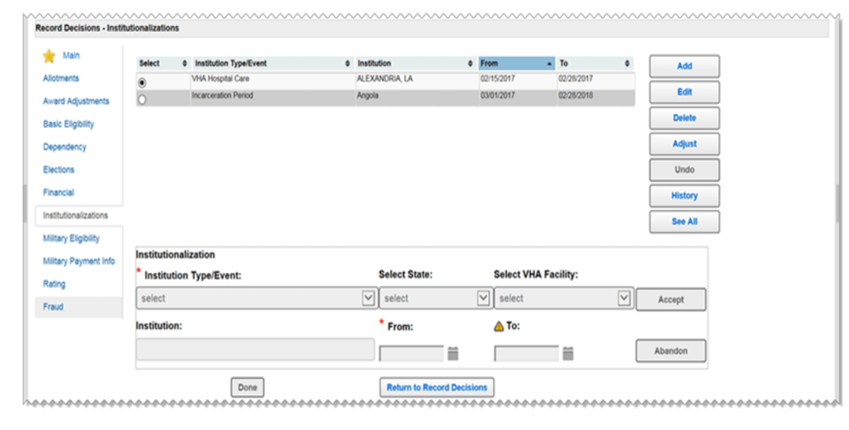 Record Decisions - Institutionalizations
Main
Allotments
Award Adjustments
Basic Eligibility
Dependency
Elections
Financial
Institutionalizations
Military Eligibility
Military Payment Info
Rating
Fraud
Select Institution Type/Event Institution From To
VHA Hospital Care ALEXANDRIA, LA 02/15/2017 02/28/2017
Incarceration Period Angola 03/01/2017 02/28/2018
Add
Edit
Delete
Adjust
Undo
History
See All
Institutionalization
* Institution Type/Event: Select State: Select VHA Facility:
select select select Accept
Institution: * From: To:
Abandon
Done Return to Record Decisions